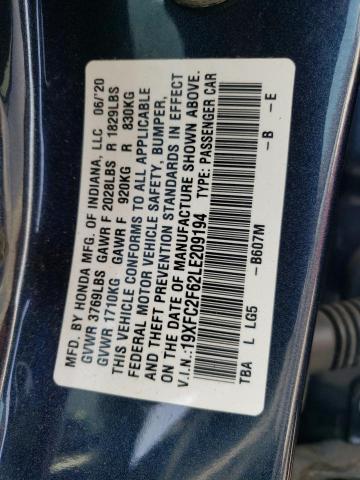 MFD. BY HONDA MFG. OF INDIANA, LLC 06/'20
GVWR 3769LBS GAWR F 2028LBS R 1829LBS
GVWR 1710KG GAWR F 920KG R 830KG
THIS VEHICLE CONFORMS TO ALL APPLICABLE
FEDERAL MOTOR VEHICLE SAFETY, BUMPER,
AND THEFT PREVENTION STANDARDS IN EFFECT
ON THE DATE OF MANUFACTURE SHOWN ABOVE.
V.I.N.: 19XFC2F62LE209194 TYPE: PASSENGER CAR
-B607M -B -E
TBA L LG5